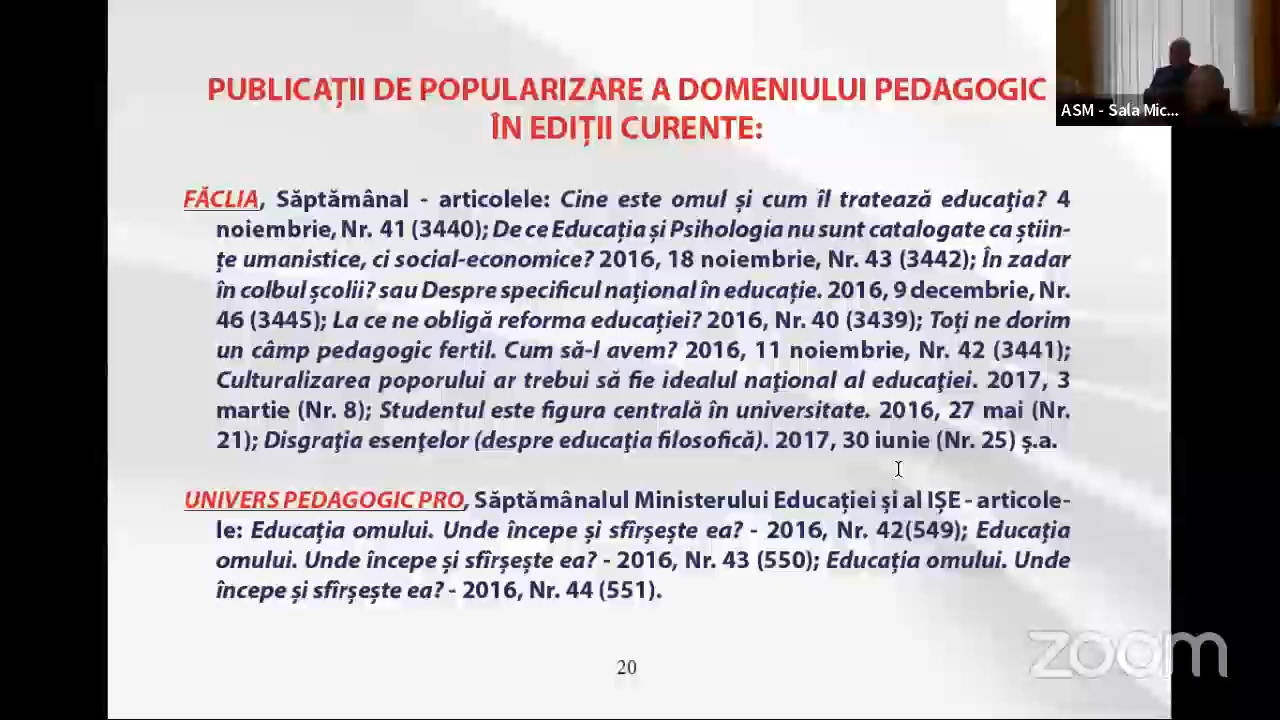 PUBLICAȚII DE POPULARIZARE A DOMENIULUI PEDAGOGIC
ÎN EDIȚII CURENTE:
ASM - Sala Mic...
FĂCLIA, Săptămânal - articolele: Cine este omul și cum îl tratează educația? 4
noiembrie, Nr. 41 (3440); De ce Educația și Psihologia nu sunt catalogate ca știin-
țe umanistice, ci social-economice? 2016, 18 noiembrie, Nr. 43 (3442); În zadar
în colbul școlii? sau Despre specificul național în educație. 2016, 9 decembrie, Nr.
46 (3445); La ce ne obligă reforma educației? 2016, Nr. 40 (3439); Toți ne dorim
un câmp pedagogic fertil. Cum să-l avem? 2016, 11 noiembrie, Nr. 42 (3441);
Culturalizarea poporului ar trebui să fie idealul naţional al educaţiei. 2017, 3
martie (Nr. 8); Studentul este figura centrală în universitate. 2016, 27 mai (Nr.
21); Disgraţia esenţelor (despre educaţia filosofică). 2017, 30 iunie (Nr. 25) ș.a.
UNIVERS PEDAGOGIC PRO, Săptămânalul Ministerului Educației și al IȘE - articole-
le: Educația omului. Unde începe și sfîrșește ea? - 2016, Nr. 42(549); Educația
omului. Unde începe și sfîrșește ea? - 2016, Nr. 43 (550); Educația omului. Unde
începe și sfîrșește ea? - 2016, Nr. 44 (551).
zoom
20